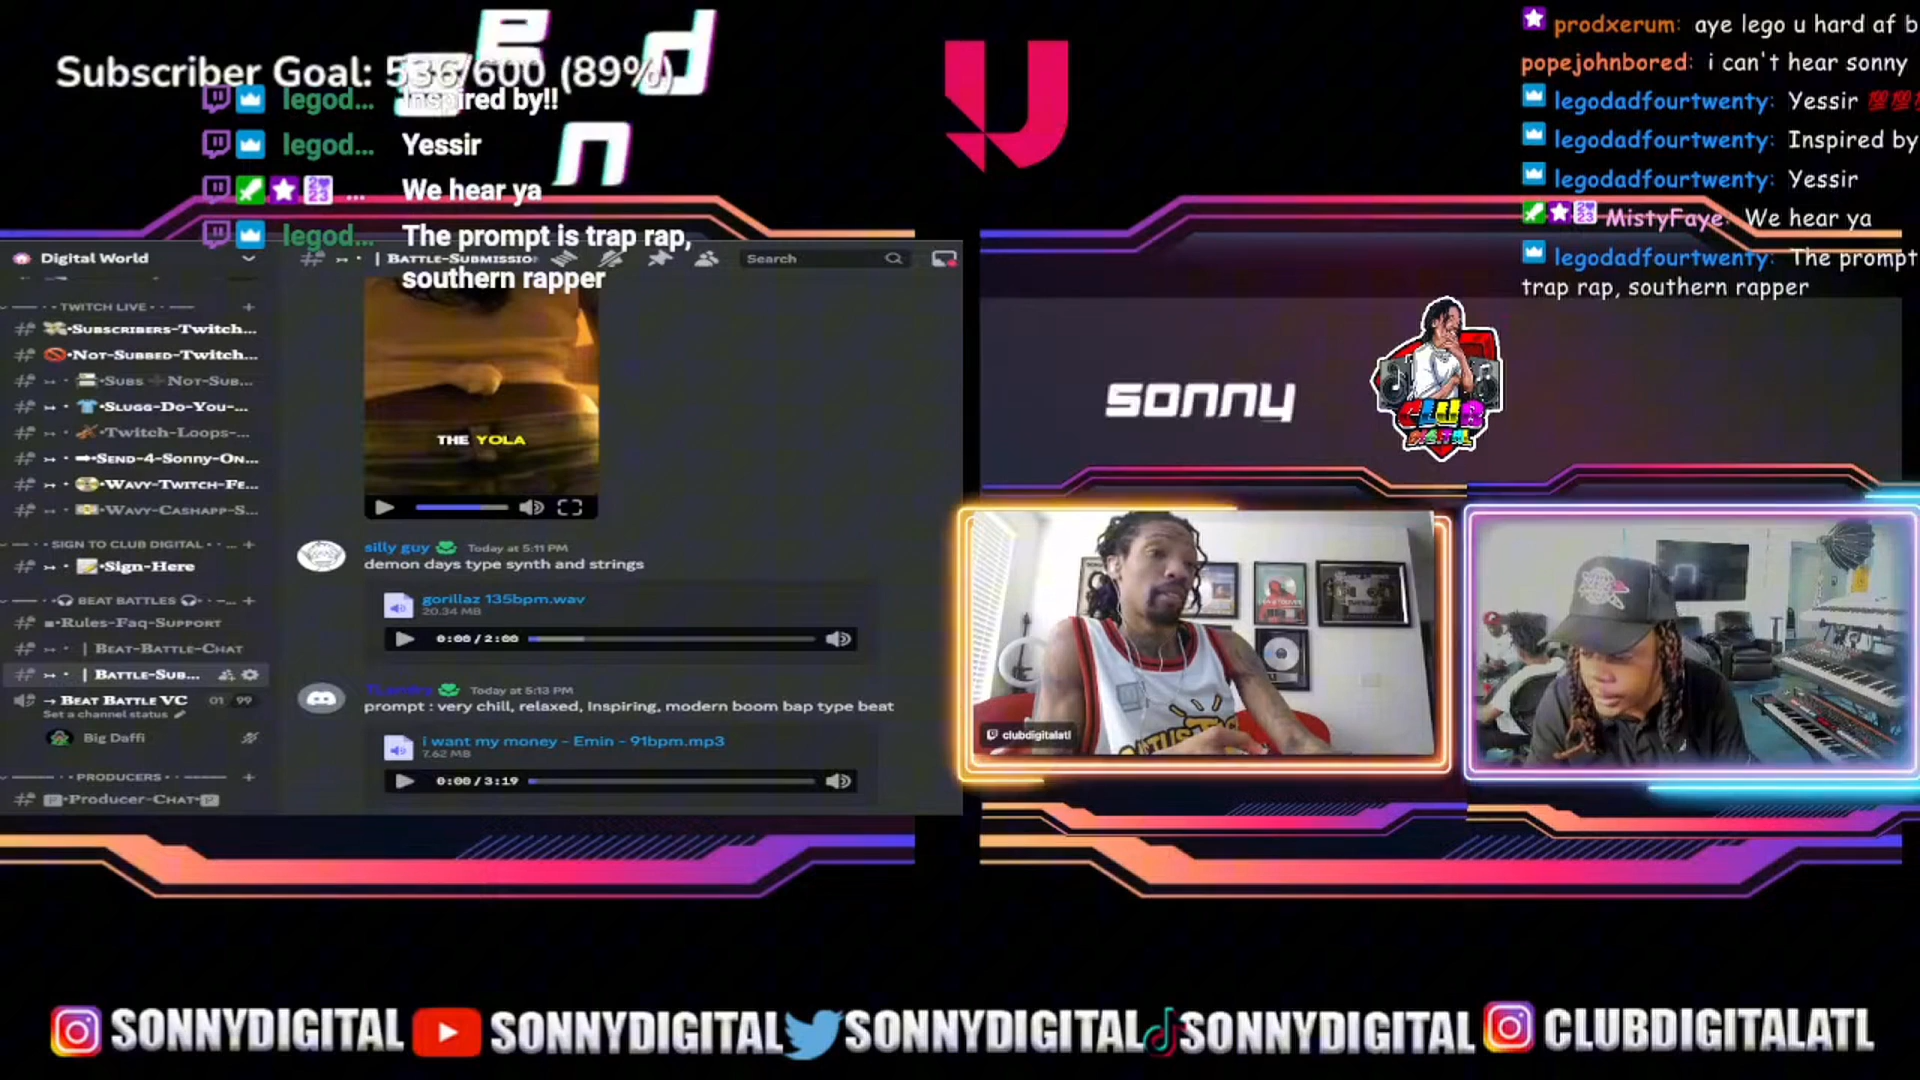 Subscriber Goal: 536/600 (89%)
legod... Inspired by!!
legod... Yessir
... We hear ya
legod... The prompt is trap rap,
southern rapper
prodxerum: aye lego u hard af b
popejohnbored: i can't hear sonny
legodadfourtwenty: Yessir
legodadfourtwenty: Inspired by
legodadfourtwenty: Yessir
MistyFaye: We hear ya
legodadfourtwenty: The prompt
trap rap, southern rapper
Digital World
TWITCH LIVE
Subscribers-Twitch...
Not-Subbed-Twitch...
Subs Not-Sub...
Slugg-Do-You-...
Twitch-Loops-...
Send-4-Sonny-On...
Wavy-Twitch-Fe...
Wavy-Cashapp-S...
SIGN TO CLUB DIGITAL ...
Sign-Here
BEAT BATTLES
Rules-Faq-Support
| Beat-Battle-Chat
| Battle-Sub...
Beat Battle VC 01 99
Set a channel status
Big Daffi
PRODUCERS
Producer-Chat
| Battle-Submissio
Search
THE YOLA
silly guy Today at 5:11 PM
demon days type synth and strings
gorillaz 135bpm.wav
20.34 MB
0:00 / 2:00
Today at 5:13 PM
prompt : very chill, relaxed, Inspiring, modern boom bap type beat
i want my money - Emin - 91bpm.mp3
7.62 MB
0:00 / 3:19
sonny
CLUB
DIGITAL
clubdigitalatl
SONNYDIGITAL SONNYDIGITAL SONNYDIGITAL SONNYDIGITAL CLUBDIGITALATL